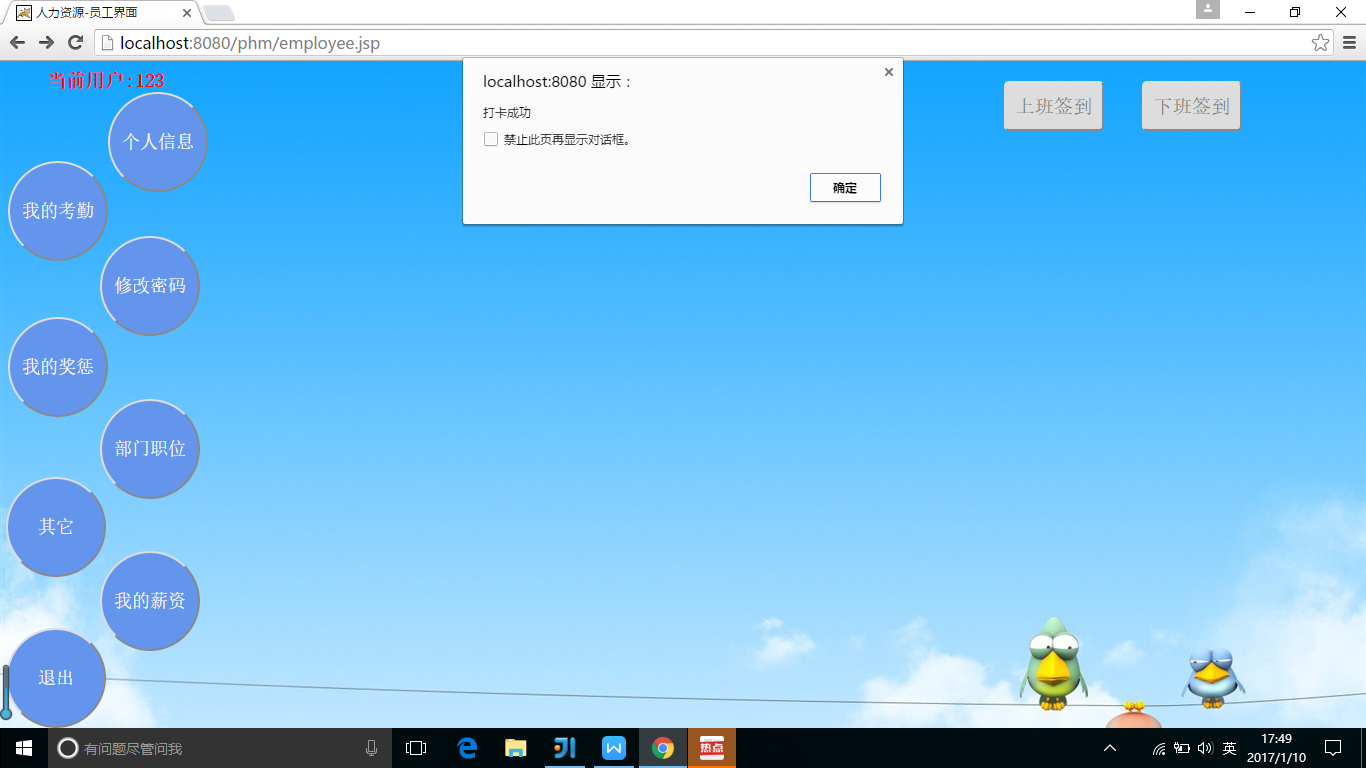 人力资源-员工界面
localhost:8080/phm/employee.jsp
当前用户:123
localhost:8080 显示：
打卡成功
禁止此页再显示对话框。
确定
上班签到
下班签到
个人信息
我的考勤
修改密码
我的奖惩
部门职位
其它
我的薪资
退出
有问题尽管问我
热点
英
17:49
2017/1/10